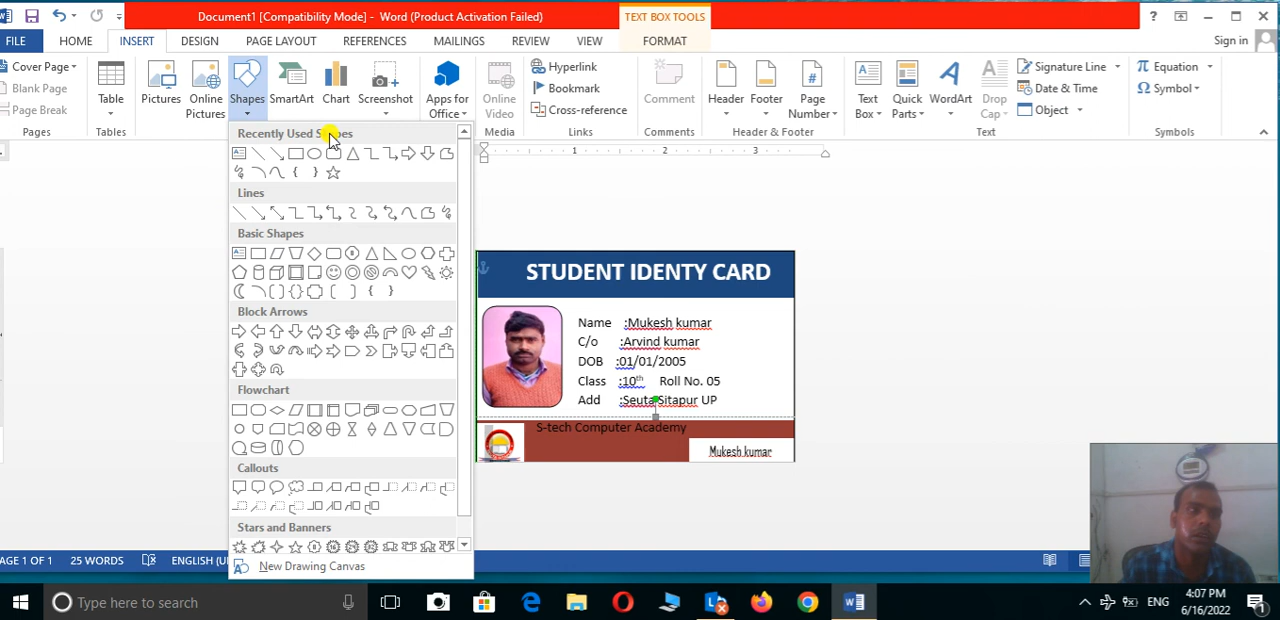 Document1 [Compatibility Mode] - Word (Product Activation Failed)
TEXT BOX TOOLS
?
FILE HOME INSERT DESIGN PAGE LAYOUT REFERENCES MAILINGS REVIEW VIEW FORMAT
Sign in
Cover Page
Blank Page
Page Break
Pages
Table
Tables
Pictures
Online Pictures
Shapes
SmartArt
Chart
Screenshot
Apps for Office
Online Video
Media
Hyperlink
Bookmark
Cross-reference
Links
Comment
Comments
Header
Footer
Page Number
Header & Footer
Text Box
Quick Parts
WordArt
Drop Cap
Signature Line
Date & Time
Object
Text
Equation
Symbol
Symbols
Recently Used Shapes
Lines
Basic Shapes
Block Arrows
Flowchart
Callouts
Stars and Banners
New Drawing Canvas
1 2 3
STUDENT IDENTY CARD
Name :Mukesh kumar
C/o :Arvind kumar
DOB :01/01/2005
Class :10th Roll No. 05
Add :Seuta Sitapur UP
S-tech Computer Academy
Mukesh kumar
PAGE 1 OF 1 25 WORDS ENGLISH (U
Type here to search
ENG
4:07 PM
6/16/2022
1